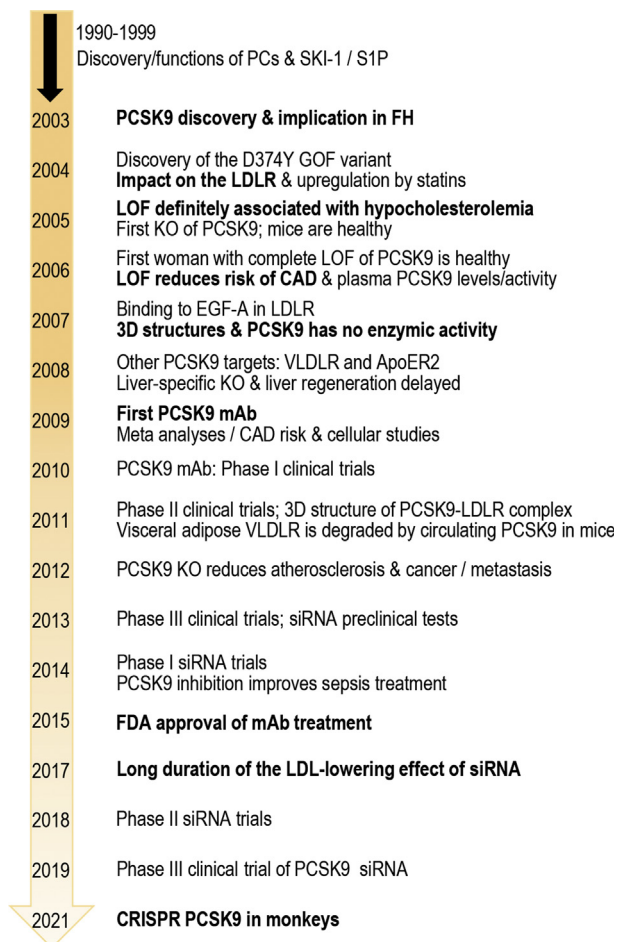 1990-1999
Discovery/functions of PCs & SKI-1 / S1P
2003 PCSK9 discovery & implication in FH
2004 Discovery of the D374Y GOF variant
Impact on the LDLR & upregulation by statins
2005 LOF definitely associated with hypocholesterolemia
First KO of PCSK9; mice are healthy
2006 First woman with complete LOF of PCSK9 is healthy
LOF reduces risk of CAD & plasma PCSK9 levels/activity
2007 Binding to EGF-A in LDLR
3D structures & PCSK9 has no enzymic activity
2008 Other PCSK9 targets: VLDLR and ApoER2
Liver-specific KO & liver regeneration delayed
2009 First PCSK9 mAb
Meta analyses / CAD risk & cellular studies
2010 PCSK9 mAb: Phase I clinical trials
2011 Phase II clinical trials; 3D structure of PCSK9-LDLR complex
Visceral adipose VLDLR is degraded by circulating PCSK9 in mice
2012 PCSK9 KO reduces atherosclerosis & cancer / metastasis
2013 Phase III clinical trials; siRNA preclinical tests
2014 Phase I siRNA trials
PCSK9 inhibition improves sepsis treatment
2015 FDA approval of mAb treatment
2017 Long duration of the LDL-lowering effect of siRNA
2018 Phase II siRNA trials
2019 Phase III clinical trial of PCSK9 siRNA
2021 CRISPR PCSK9 in monkeys